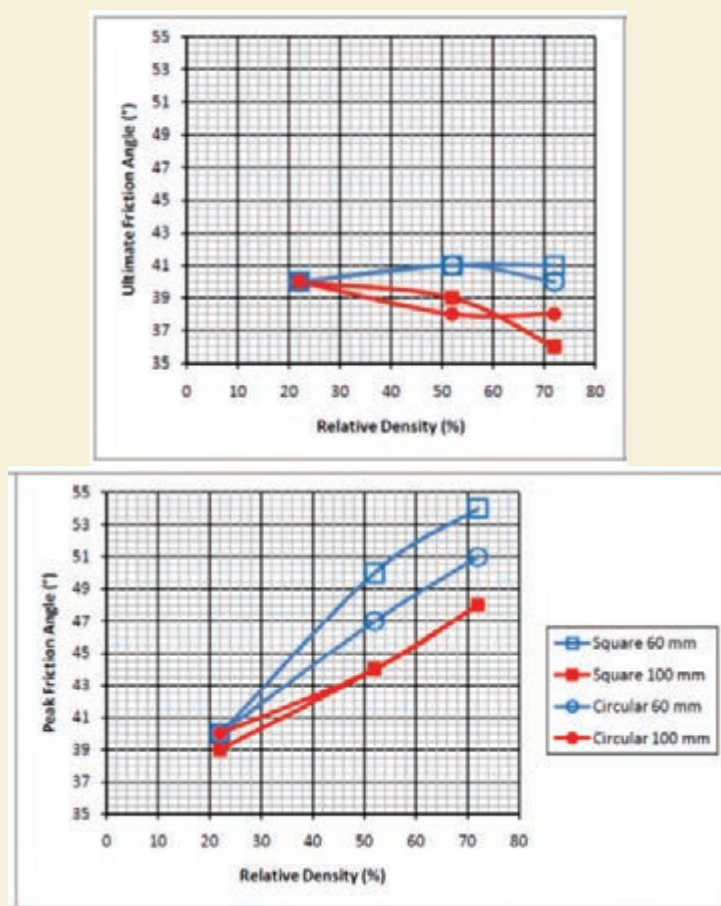 55
53
51
49
47
45
43
41
39
37
35
Ultimate Friction Angle (°)
0 10 20 30 40 50 60 70 80
Relative Density (%)
55
53
51
49
47
45
43
41
39
37
35
Peak Friction Angle (°)
0 10 20 30 40 50 60 70 80
Relative Density (%)
Square 60 mm
Square 100 mm
Circular 60 mm
Circular 100 mm